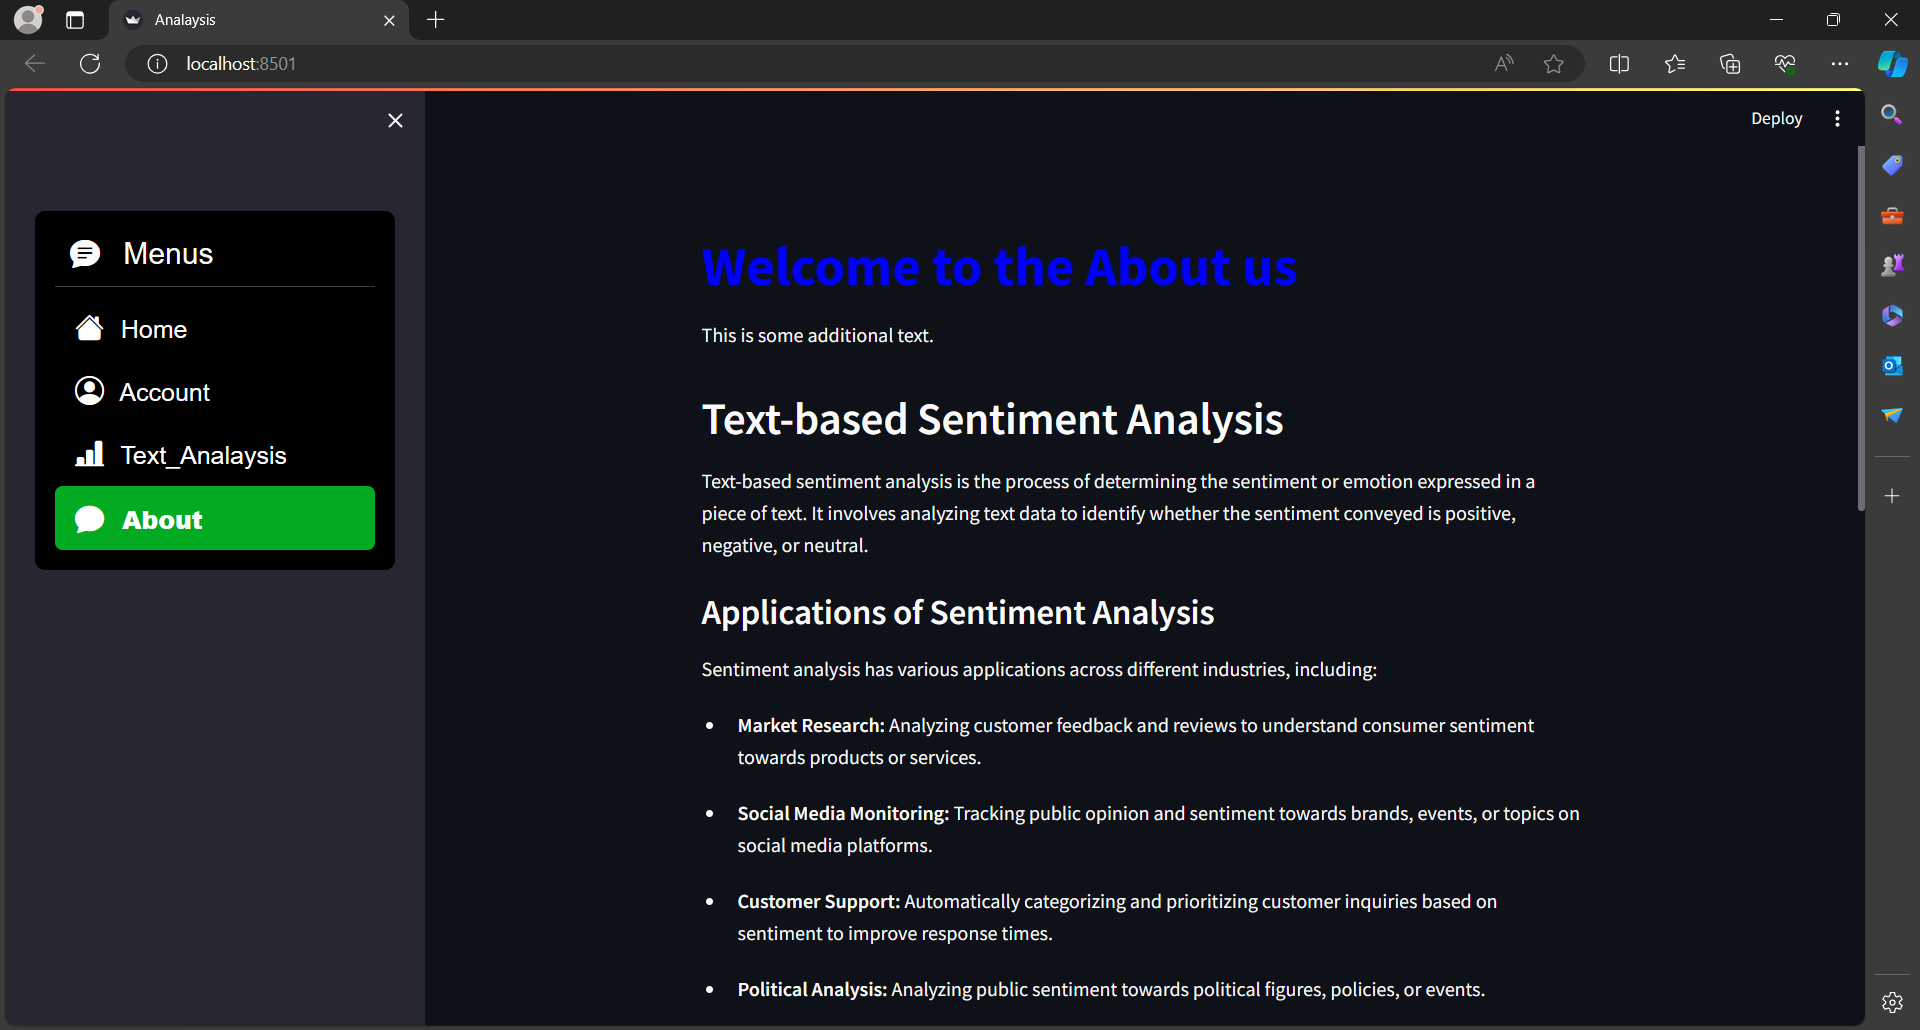 Analaysis
localhost:8501
Deploy
Menus
Home
Account
Text_Analaysis
About
Welcome to the About us
This is some additional text.
Text-based Sentiment Analysis
Text-based sentiment analysis is the process of determining the sentiment or emotion expressed in a
piece of text. It involves analyzing text data to identify whether the sentiment conveyed is positive,
negative, or neutral.
Applications of Sentiment Analysis
Sentiment analysis has various applications across different industries, including:
• Market Research: Analyzing customer feedback and reviews to understand consumer sentiment
towards products or services.
• Social Media Monitoring: Tracking public opinion and sentiment towards brands, events, or topics on
social media platforms.
• Customer Support: Automatically categorizing and prioritizing customer inquiries based on
sentiment to improve response times.
• Political Analysis: Analyzing public sentiment towards political figures, policies, or events.